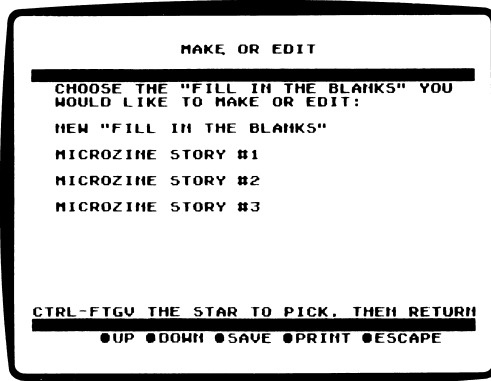 MAKE OR EDIT
CHOOSE THE "FILL IN THE BLANKS" YOU
WOULD LIKE TO MAKE OR EDIT:
NEW "FILL IN THE BLANKS"
MICROZINE STORY #1
MICROZINE STORY #2
MICROZINE STORY #3
CTRL-FTGV THE STAR TO PICK, THEN RETURN
●UP ●DOWN ●SAVE ●PRINT ●ESCAPE